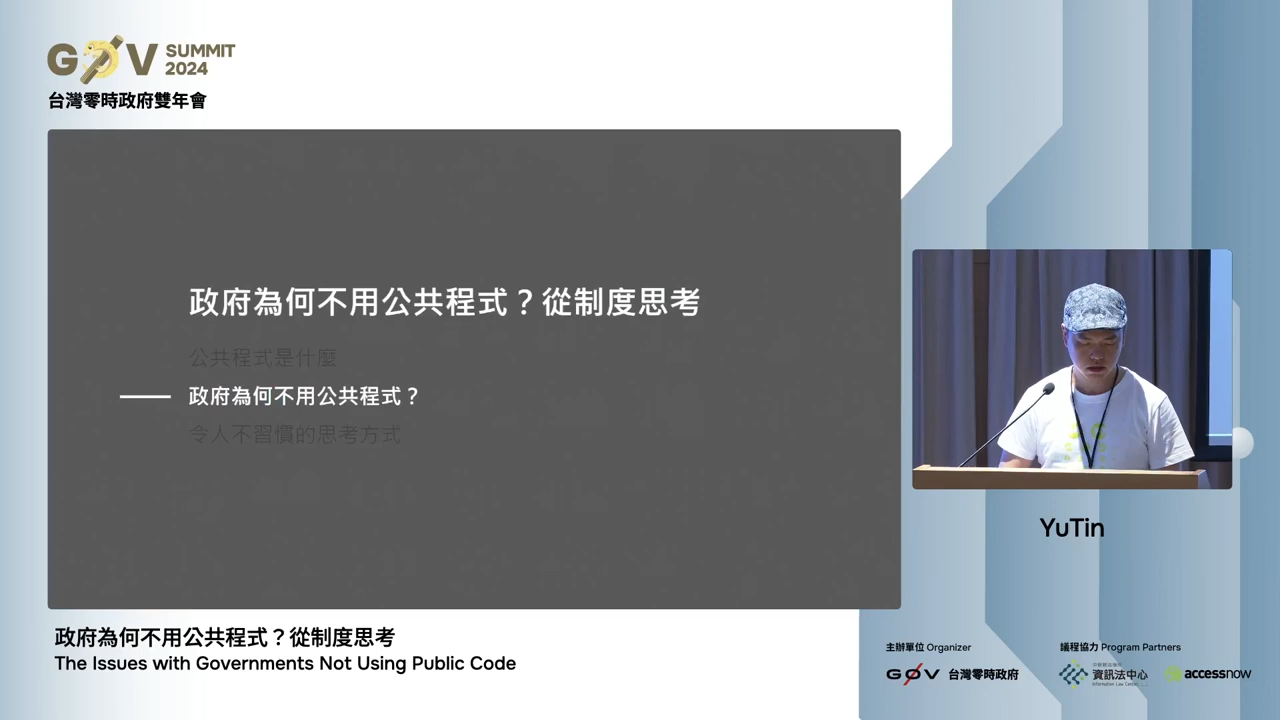 G0V SUMMIT 2024
台灣零時政府雙年會
政府為何不用公共程式？從制度思考
公共程式是什麼
政府為何不用公共程式？
令人不習慣的思考方式
YuTin
政府為何不用公共程式？從制度思考
The Issues with Governments Not Using Public Code
主辦單位 Organizer
議程協力 Program Partners
G0V 台灣零時政府
資訊法中心
Information Law Center
accessnow